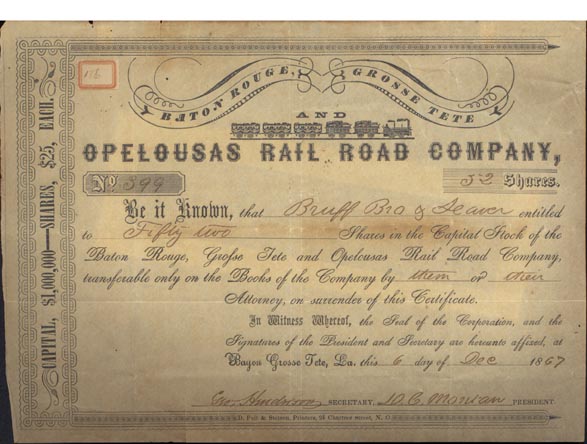 BATON ROUGE, GROSSE TETE
AND
OPELOUSAS RAIL ROAD COMPANY,
No 399
52 Shares.
Be it Known, that Bruff Bro & Seaver entitled
to Fifty two Shares in the Capital Stock of the
Baton Rouge, Grosse Tete and Opelousas Rail Road Company,
transferable only on the Books of the Company by them or their
Attorney, on surrender of this Certificate.
In Witness Whereof, the Seal of the Corporation, and the
Signatures of the President and Secretary are hereunto affixed, at
Bayou Grosse Tete, La. this 6 day of Dec 1867
Geo. Henderson SECRETARY, PRESIDENT.
Printers, Chartres street, N. O.
CAPITAL, $1,000,000—SHARES, $25, EACH.